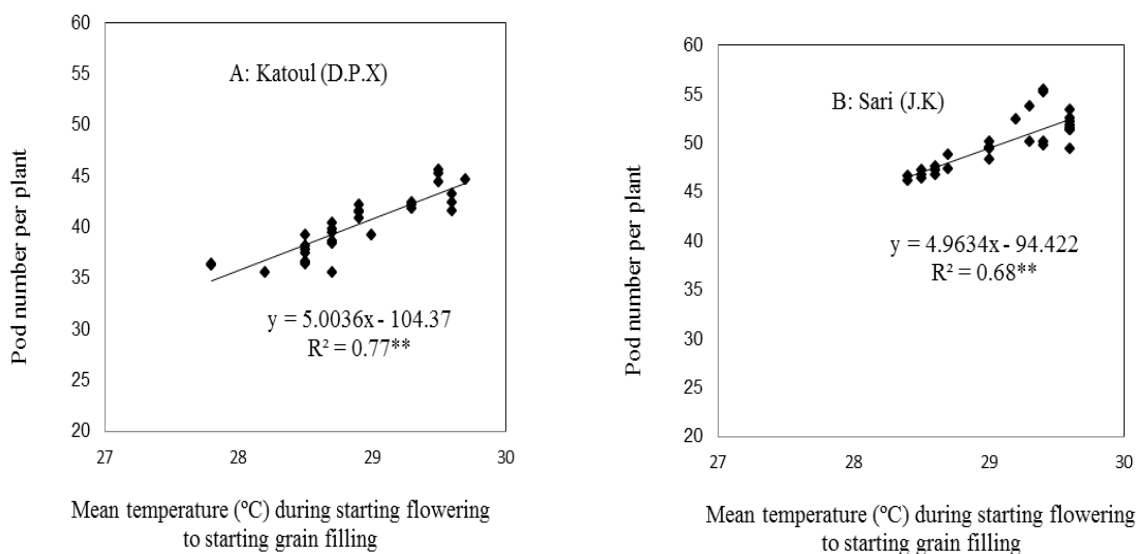 60
55
50
45
40
35
30
25
20
Pod number per plant
A: Katoul (D.P.X)
y = 5.0036x - 104.37
R² = 0.77**
27 28 29 30
Mean temperature (ºC) during starting flowering
to starting grain filling
60
55
50
45
40
35
30
25
20
Pod number per plant
B: Sari (J.K)
y = 4.9634x - 94.422
R² = 0.68**
27 28 29 30
Mean temperature (ºC) during starting flowering
to starting grain filling